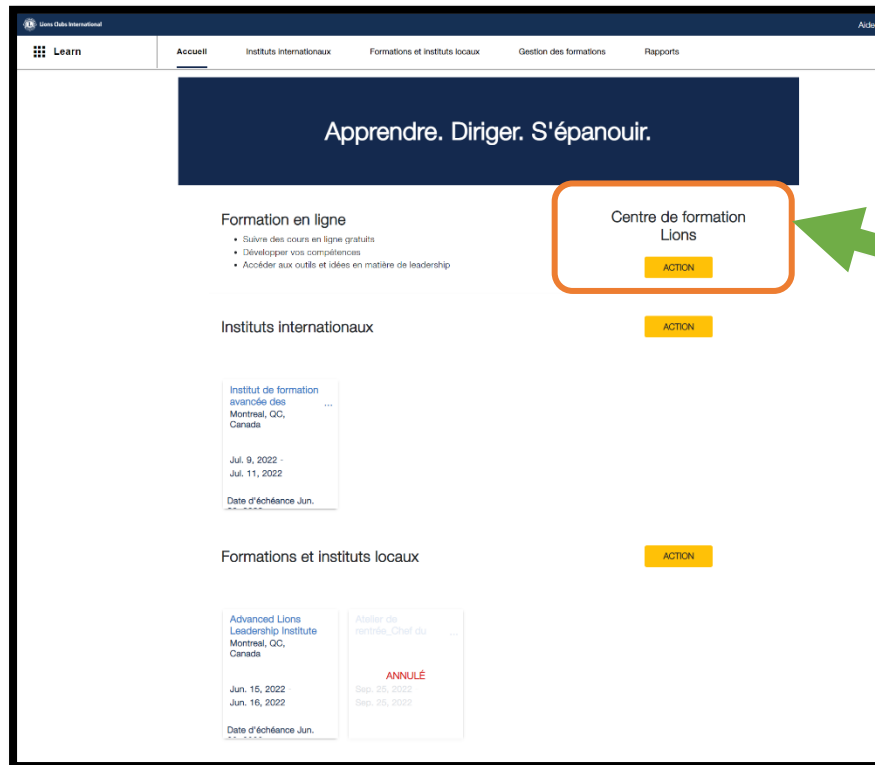 Lions Clubs International
Aide
Learn
Accueil
Instituts internationaux
Formations et instituts locaux
Gestion des formations
Rapports
Apprendre. Diriger. S'épanouir.
Formation en ligne
• Suivre des cours en ligne gratuits
• Développer vos compétences
• Accéder aux outils et idées en matière de leadership
Centre de formation
Lions
ACTION
Instituts internationaux
ACTION
Institut de formation
avancée des ...
Montreal, QC,
Canada
Jul. 9, 2022 -
Jul. 11, 2022
Date d'échéance Jun.
Formations et instituts locaux
ACTION
Advanced Lions
Leadership Institute
Montreal, QC,
Canada
Jun. 15, 2022 -
Jun. 16, 2022
Date d'échéance Jun.
Atelier de
rentrée_Chef du ...
ANNULÉ
Sep. 25, 2022
Sep. 25, 2022